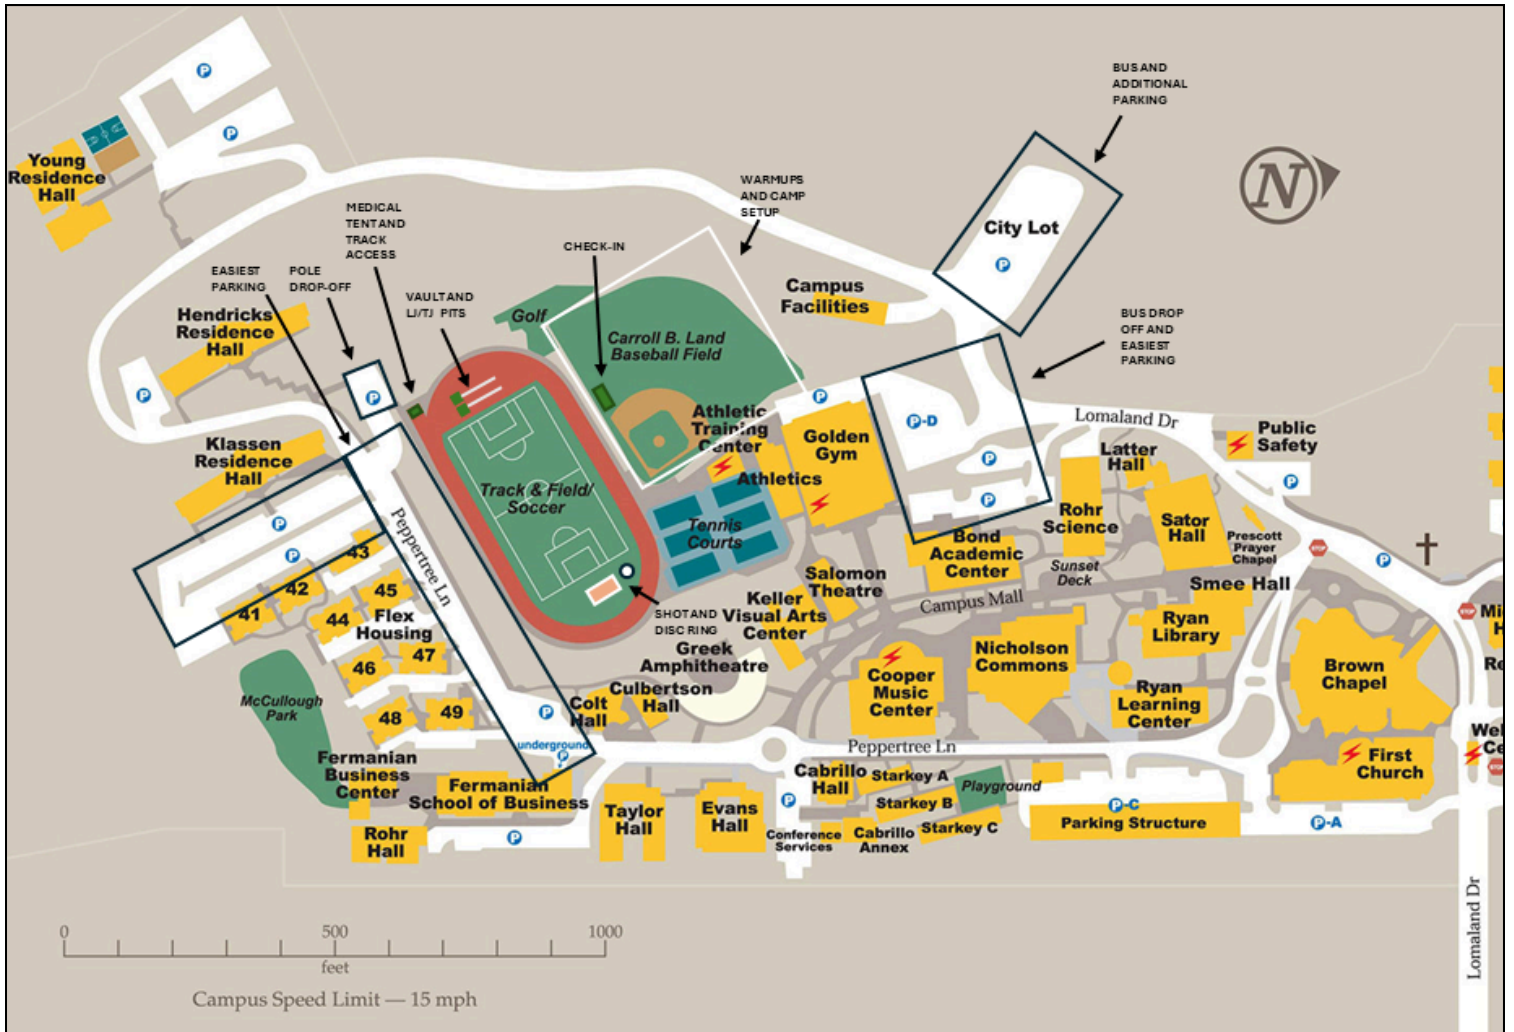 BUS AND
ADDITIONAL
PARKING
P
P
Young
Residence
Hall
N
WARMUPS
AND CAMP
SETUP
MEDICAL
TENT AND
TRACK
ACCESS
CHECK-IN
EASIEST
PARKING
POLE
DROP-OFF
VAULT AND
LJ/TJ PITS
City Lot
P
Campus
Facilities
BUS DROP
OFF AND
EASIEST
PARKING
Hendricks
Residence
Hall
Golf
Carroll B. Land
Baseball Field
P
P
P
Athletic
Training
Center
Golden
Gym
P-D
Lomaland Dr
Public
Safety
Klassen
Residence
Hall
Latter
Hall
P
Athletics
P
P
Track & Field/
Soccer
Rohr
Science
Sator
Hall
P
Peppertree Ln
Tennis
Courts
P
43
Bond
Academic
Center
Prescott
Prayer
Chapel
STOP
P
42
45
41
44
Flex
Housing
Salomon
Theatre
Sunset
Deck
Smee Hall
Campus Mall
Keller
Visual Arts
Center
SHOT AND
DISC RING
STOP
Mi
H
Ryan
Library
46
47
Greek
Amphitheatre
Nicholson
Commons
Re
Brown
Chapel
Cooper
Music
Center
McCullough
Park
48
49
P
Colt
Hall
Culbertson
Hall
Ryan
Learning
Center
underground
P
Peppertree Ln
Wel
Ce
STOP
First
Church
Fermanian
Business
Center
Fermanian
School of Business
Cabrillo
Hall
Starkey A
Playground
Starkey B
P
P-C
Taylor
Hall
Evans
Hall
Parking Structure
P-A
Starkey C
Conference
Services
Cabrillo
Annex
Rohr
Hall
P
Lomaland Dr
0 500 1000
feet
Campus Speed Limit — 15 mph